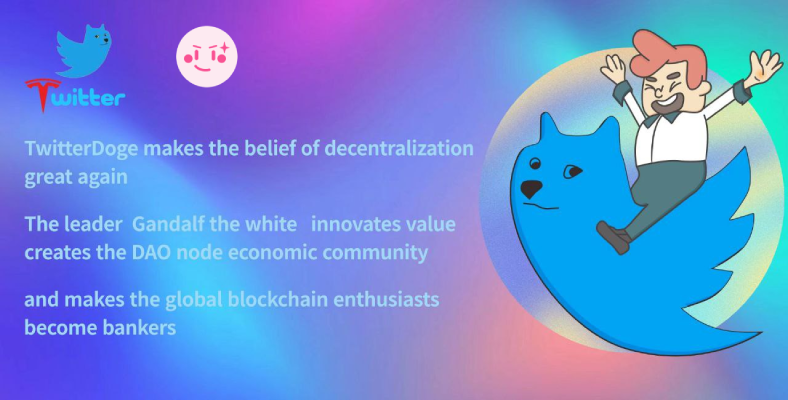 Twitter
TwitterDoge makes the belief of decentralization
great again
The leader Gandalf the white innovates value
creates the DAO node economic community
and makes the global blockchain enthusiasts
become bankers